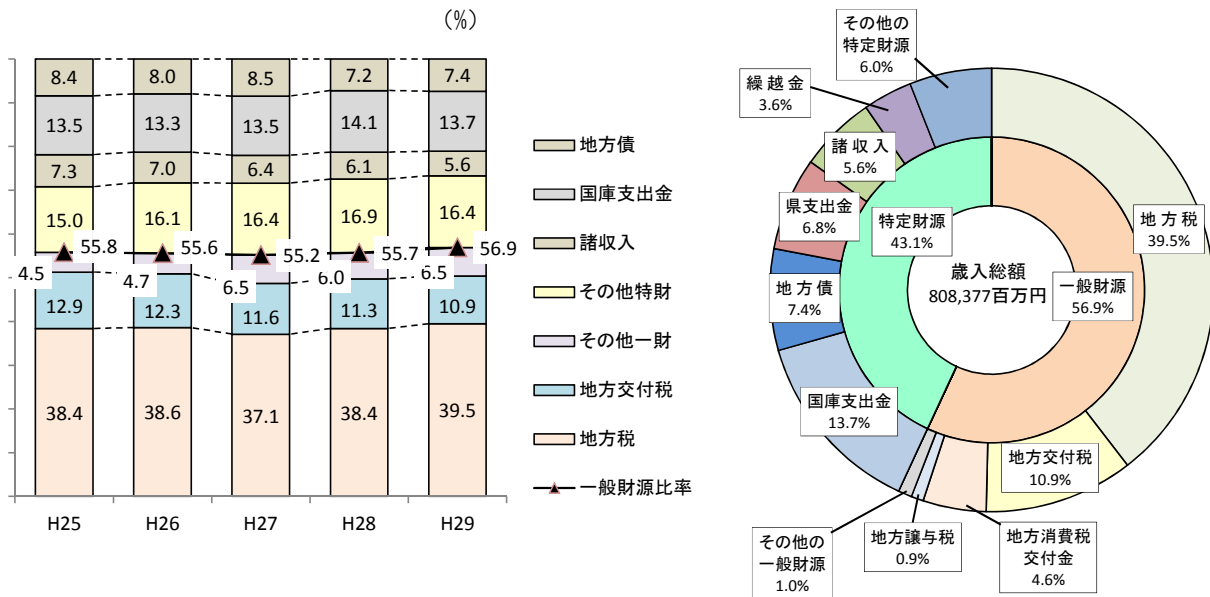 (%)
8.4
8.0
8.5
7.2
7.4
13.5
13.3
13.5
14.1
13.7
7.3
7.0
6.4
6.1
5.6
15.0
16.1
16.4
16.9
16.4
55.8
55.6
55.2
55.7
56.9
4.5
4.7
6.5
6.0
6.5
12.9
12.3
11.6
11.3
10.9
38.4
38.6
37.1
38.4
39.5
H25
H26
H27
H28
H29
地方債
国庫支出金
諸収入
その他特財
その他一財
地方交付税
地方税
一般財源比率
その他の
特定財源
6.0%
繰越金
3.6%
諸収入
5.6%
県支出金
6.8%
地方債
7.4%
国庫支出金
13.7%
特定財源
43.1%
歳入総額
808,377百万円
一般財源
56.9%
地方税
39.5%
地方交付税
10.9%
地方消費税
交付金
4.6%
地方譲与税
0.9%
その他の
一般財源
1.0%